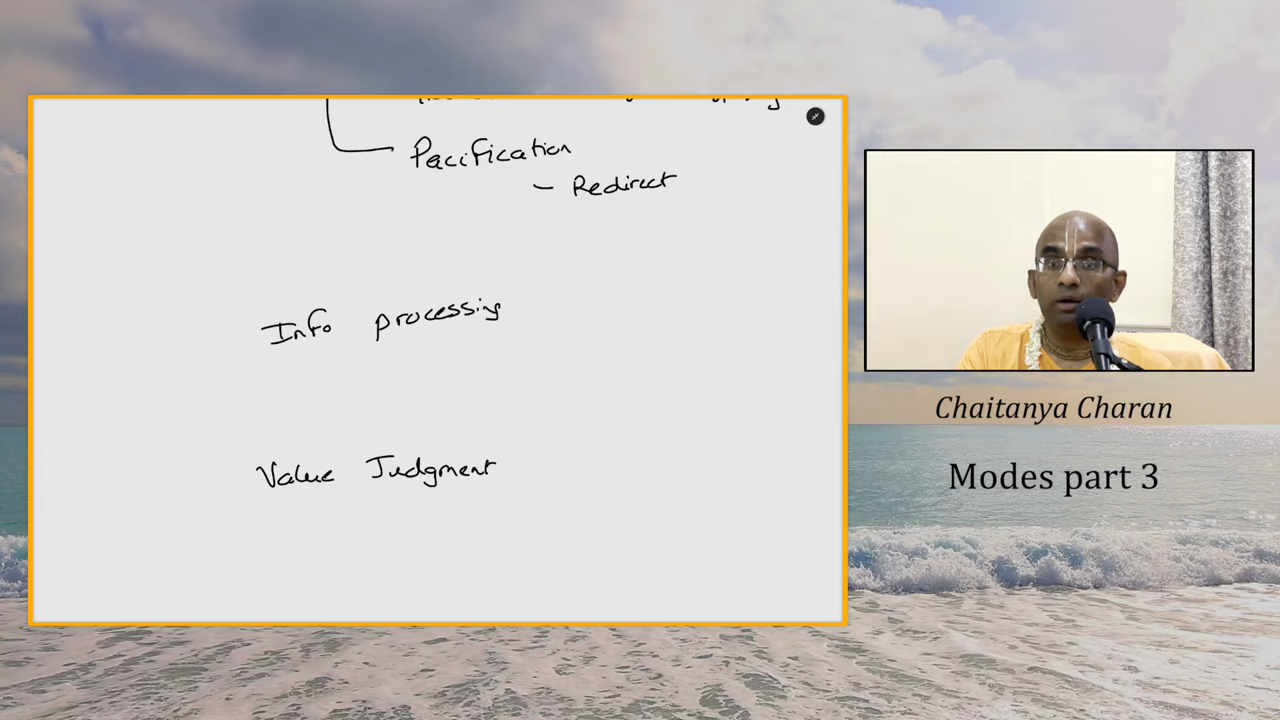 Pacification
– Redirect
Info processing
Value Judgment
Chaitanya Charan
Modes part 3